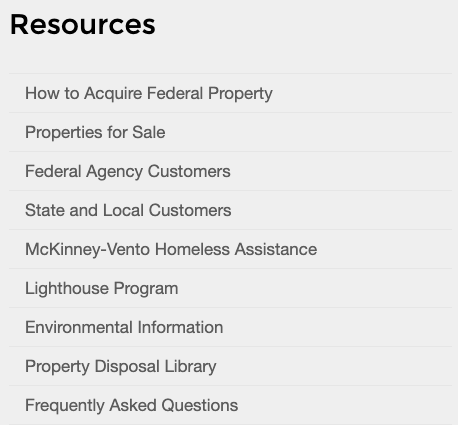 Resources
How to Acquire Federal Property
Properties for Sale
Federal Agency Customers
State and Local Customers
McKinney-Vento Homeless Assistance
Lighthouse Program
Environmental Information
Property Disposal Library
Frequently Asked Questions